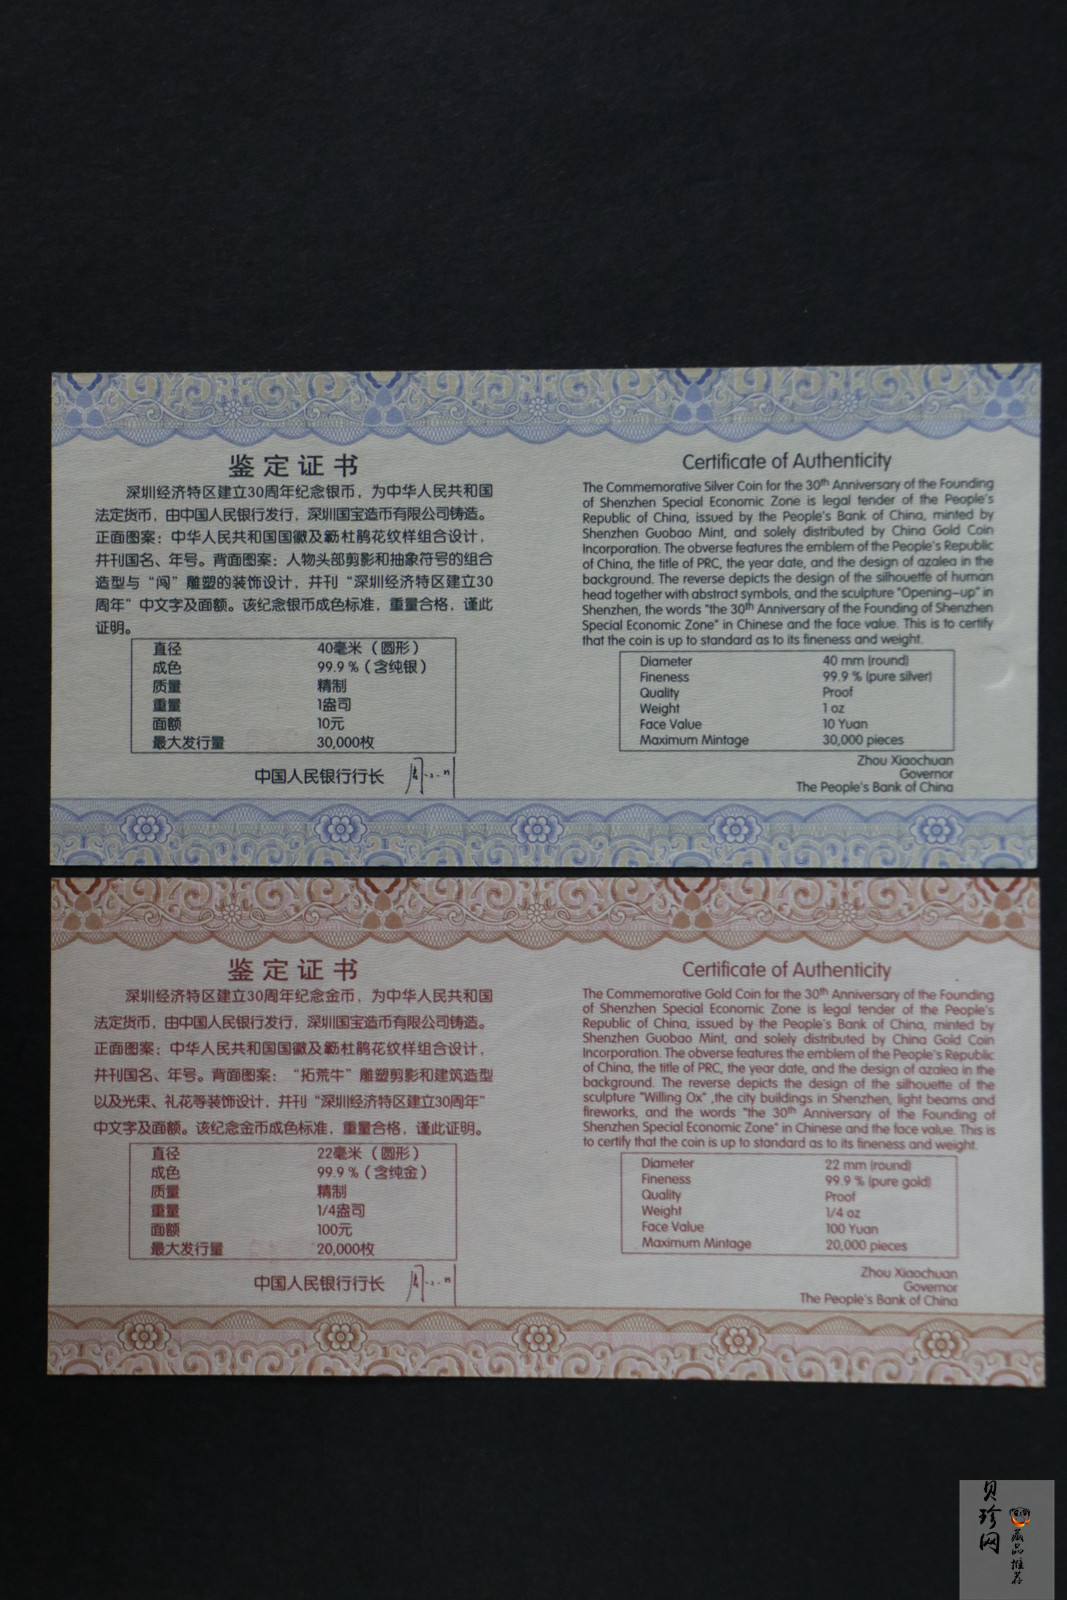 鉴定证书
深圳经济特区建立30周年纪念银币，为中华人民共和国
法定货币，由中国人民银行发行，深圳国宝造币有限公司铸造。
正面图案：中华人民共和国国徽及簕杜鹃花纹样组合设计，
并刊国名、年号。背面图案：人物头部剪影和抽象符号的组合
造型与“闯”雕塑的装饰设计，并刊“深圳经济特区建立30
周年”中文字及面额。该纪念银币成色标准，重量合格，谨此
证明。
直径 40毫米（圆形）
成色 99.9％（含纯银）
质量 精制
重量 1盎司
面额 10元
最大发行量 30,000枚
中国人民银行行长
Certificate of Authenticity
The Commemorative Silver Coin for the 30th Anniversary of the Founding
of Shenzhen Special Economic Zone is legal tender of the People's
Republic of China, issued by the People's Bank of China, minted by
Shenzhen Guobao Mint, and solely distributed by China Gold Coin
Incorporation. The obverse features the emblem of the People's Republic
of China, the title of PRC, the year date, and the design of azalea in the
background. The reverse depicts the design of the silhouette of human
head together with abstract symbols, and the sculpture "Opening-up" in
Shenzhen, the words "the 30th Anniversary of the Founding of Shenzhen
Special Economic Zone" in Chinese and the face value. This is to certify
that the coin is up to standard as to its fineness and weight.
Diameter 40 mm (round)
Fineness 99.9 % (pure silver)
Quality Proof
Weight 1 oz
Face Value 10 Yuan
Maximum Mintage 30,000 pieces
Zhou Xiaochuan
Governor
The People's Bank of China
鉴定证书
深圳经济特区建立30周年纪念金币，为中华人民共和国
法定货币，由中国人民银行发行，深圳国宝造币有限公司铸造。
正面图案：中华人民共和国国徽及簕杜鹃花纹样组合设计，
并刊国名、年号。背面图案：“拓荒牛”雕塑剪影和建筑造型
以及光束、礼花等装饰设计，并刊“深圳经济特区建立30周年”
中文字及面额。该纪念金币成色标准，重量合格，谨此证明。
直径 22毫米（圆形）
成色 99.9％（含纯金）
质量 精制
重量 1/4盎司
面额 100元
最大发行量 20,000枚
中国人民银行行长
Certificate of Authenticity
The Commemorative Gold Coin for the 30th Anniversary of the Founding
of Shenzhen Special Economic Zone is legal tender of the People's
Republic of China, issued by the People's Bank of China, minted by
Shenzhen Guobao Mint, and solely distributed by China Gold Coin
Incorporation. The obverse features the emblem of the People's Republic
of China, the title of PRC, the year date, and the design of azalea in the
background. The reverse depicts the design of the silhouette of the
sculpture "Willing Ox" ,the city buildings in Shenzhen, light beams and
fireworks, and the words "the 30th Anniversary of the Founding of
Shenzhen Special Economic Zone" in Chinese and the face value. This is
to certify that the coin is up to standard as to its fineness and weight.
Diameter 22 mm (round)
Fineness 99.9 % (pure gold)
Quality Proof
Weight 1/4 oz
Face Value 100 Yuan
Maximum Mintage 20,000 pieces
Zhou Xiaochuan
Governor
The People's Bank of China
贝珍网
藏品推荐